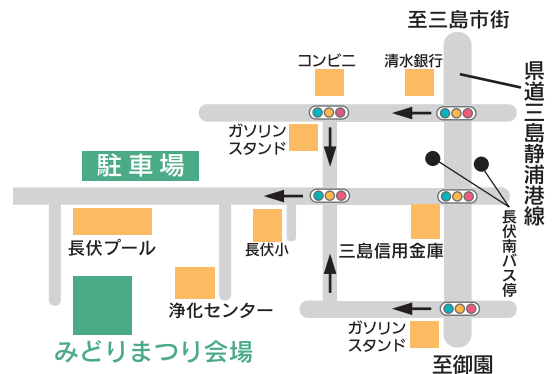 至三島市街
コンビニ
清水銀行
県道三島静浦港線
ガソリン
スタンド
駐車場
長伏プール
長伏小
三島信用金庫
長伏南バス停
浄化センター
みどりまつり会場
ガソリン
スタンド
至御園